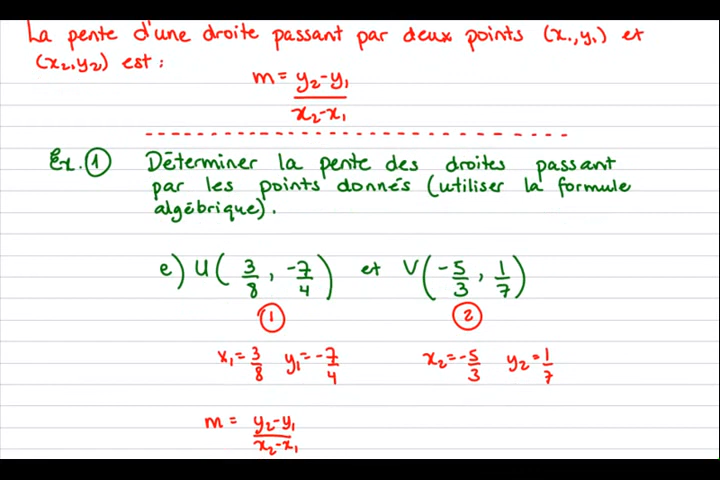 La pente d'une droite passant par deux points (x₁,y₁) et
(x₂,y₂) est :
m = y₂-y₁
x₂-x₁
Ex. ① Déterminer la pente des droites passant
par les points donnés (utiliser la formule
algébrique).
e) U( 3/8 , -7/4 ) et V( -5/3 , 1/7 )
① ②
x₁= 3/8 y₁= -7/4 x₂= -5/3 y₂= 1/7
m = y₂-y₁
x₂-x₁